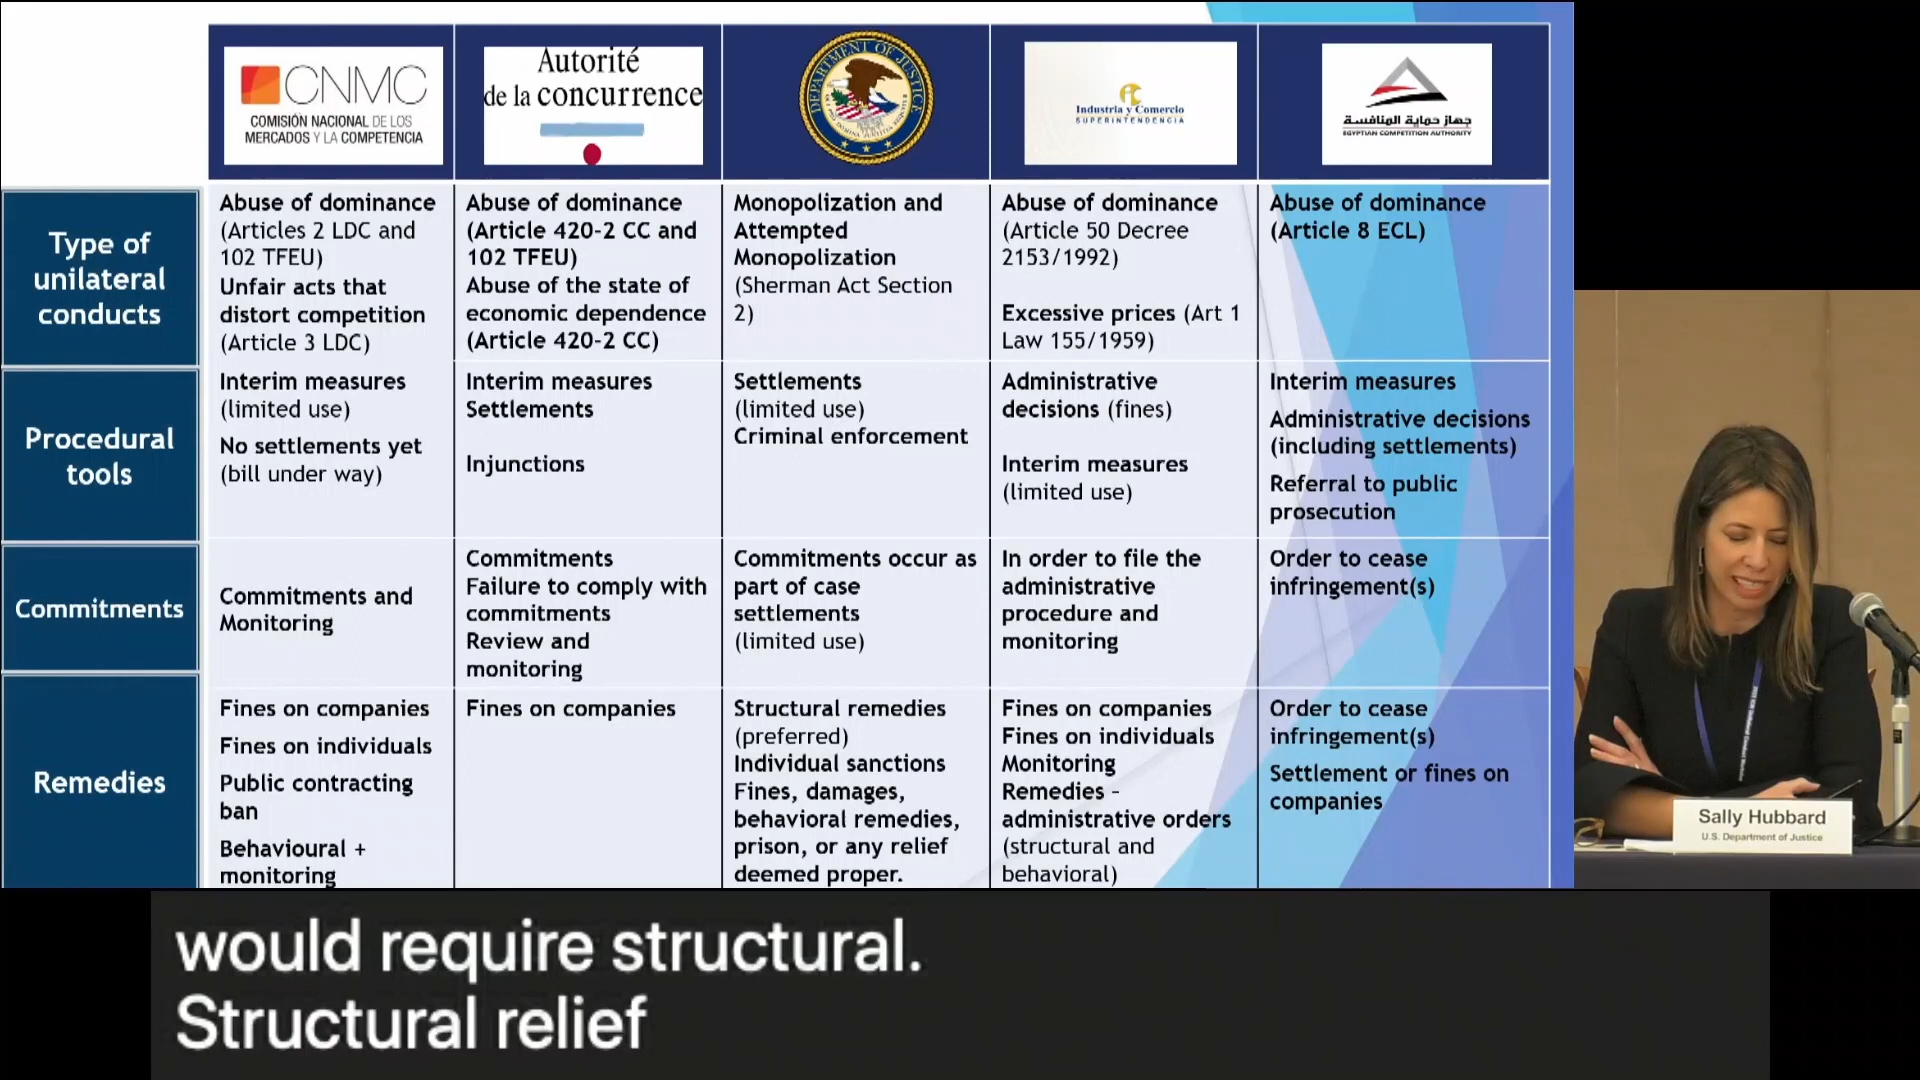 CNMC
COMISIÓN NACIONAL DE LOS
MERCADOS Y LA COMPETENCIA
Autorité
de la concurrence
DEPARTMENT OF JUSTICE
Industria y Comercio
SUPERINTENDENCIA
جهاز حماية المنافسة
EGYPTIAN COMPETITION AUTHORITY
Type of
unilateral
conducts
Abuse of dominance
(Articles 2 LDC and
102 TFEU)
Unfair acts that
distort competition
(Article 3 LDC)
Abuse of dominance
(Article 420-2 CC and
102 TFEU)
Abuse of the state of
economic dependence
(Article 420-2 CC)
Monopolization and
Attempted
Monopolization
(Sherman Act Section
2)
Abuse of dominance
(Article 50 Decree
2153/1992)
Excessive prices (Art 1
Law 155/1959)
Abuse of dominance
(Article 8 ECL)
Procedural
tools
Interim measures
(limited use)
No settlements yet
(bill under way)
Interim measures
Settlements
Injunctions
Settlements
(limited use)
Criminal enforcement
Administrative
decisions (fines)
Interim measures
(limited use)
Interim measures
Administrative decisions
(including settlements)
Referral to public
prosecution
Commitments
Commitments and
Monitoring
Commitments
Failure to comply with
commitments
Review and
monitoring
Commitments occur as
part of case
settlements
(limited use)
In order to file the
administrative
procedure and
monitoring
Order to cease
infringement(s)
Remedies
Fines on companies
Fines on individuals
Public contracting
ban
Behavioural +
monitoring
Fines on companies
Structural remedies
(preferred)
Individual sanctions
Fines, damages,
behavioral remedies,
prison, or any relief
deemed proper.
Fines on companies
Fines on individuals
Monitoring
Remedies –
administrative orders
(structural and
behavioral)
Order to cease
infringement(s)
Settlement or fines on
companies
Sally Hubbard
U.S. Department of Justice
would require structural.
Structural relief